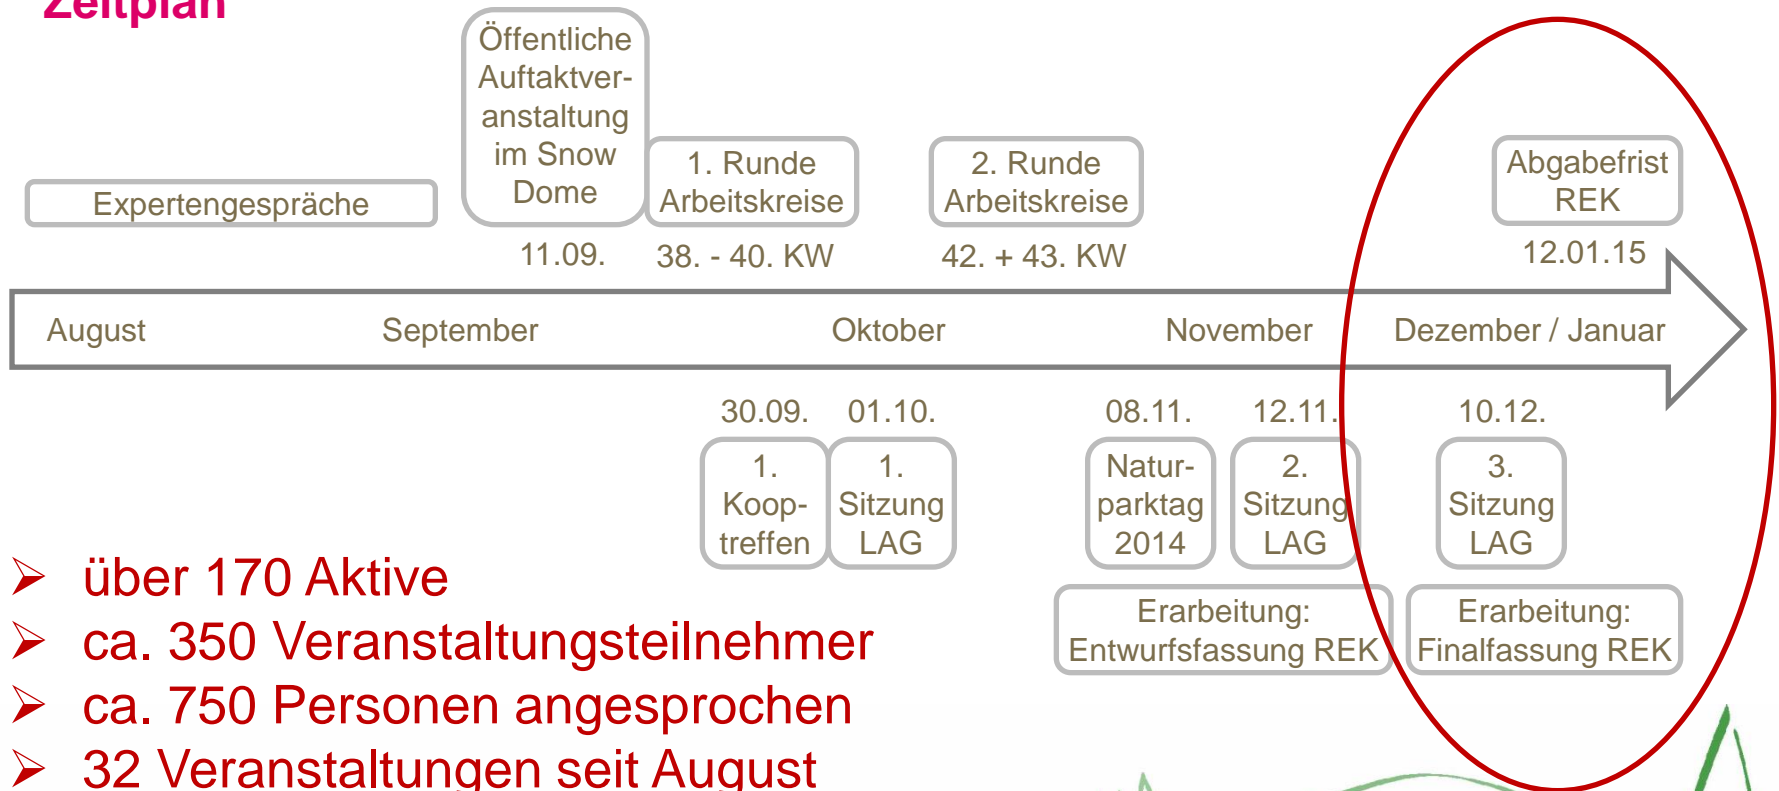 Zeitplan
Öffentliche
Auftaktver-
anstaltung
im Snow
Dome
1. Runde
Arbeitskreise
2. Runde
Arbeitskreise
Abgabefrist
REK
Expertengespräche
11.09.
38. - 40. KW
42. + 43. KW
12.01.15
August
September
Oktober
November
Dezember / Januar
30.09.
01.10.
08.11.
12.11.
10.12.
1.
Koop-
treffen
1.
Sitzung
LAG
Natur-
parktag
2014
2.
Sitzung
LAG
3.
Sitzung
LAG
Erarbeitung:
Entwurfsfassung REK
Erarbeitung:
Finalfassung REK
über 170 Aktive
ca. 350 Veranstaltungsteilnehmer
ca. 750 Personen angesprochen
32 Veranstaltungen seit August